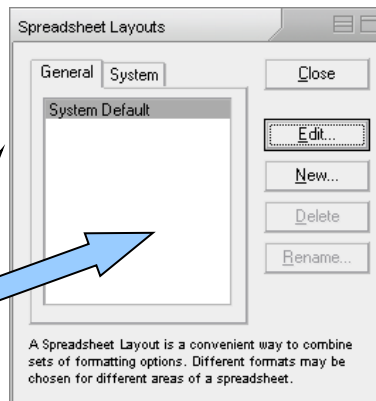 Spreadsheet Layouts
General System
System Default
Close
Edit...
New...
Delete
Rename...
A Spreadsheet Layout is a convenient way to combine
sets of formatting options. Different formats may be
chosen for different areas of a spreadsheet.